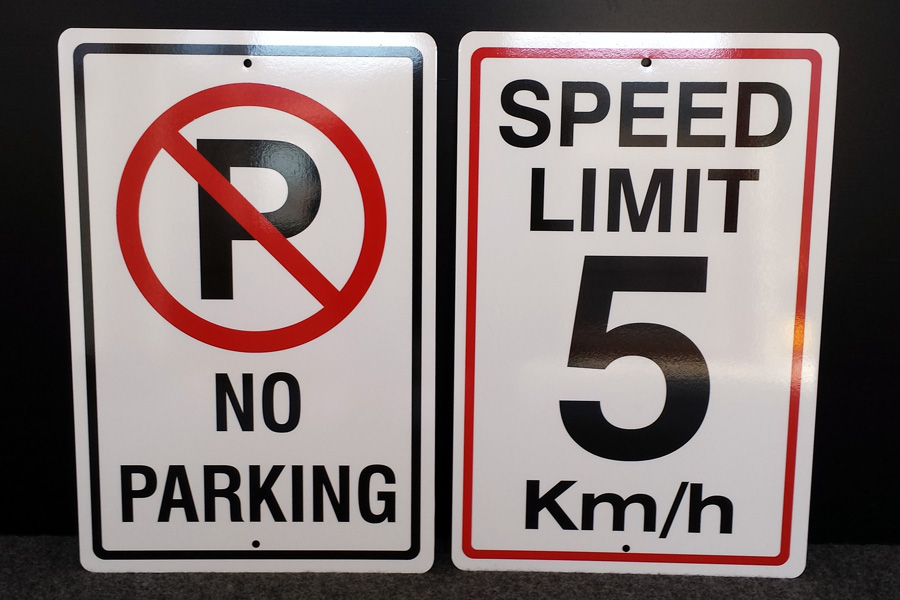 P
NO
PARKING
SPEED
LIMIT
5
Km/h